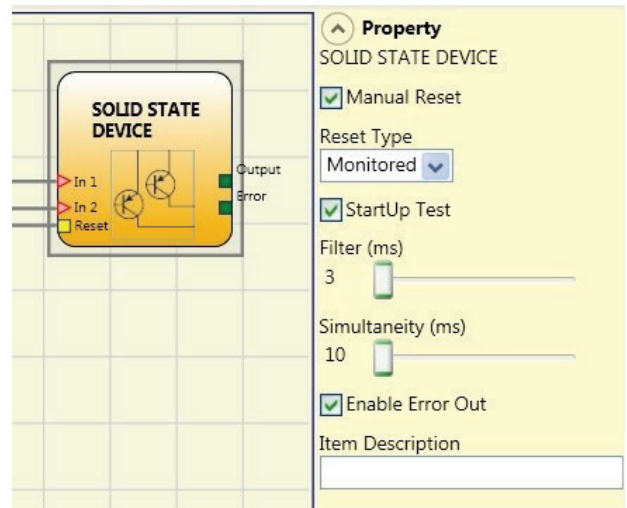 SOLID STATE
DEVICE
In 1
In 2
Reset
Output
Error
Property
SOLID STATE DEVICE
Manual Reset
Reset Type
Monitored
StartUp Test
Filter (ms)
3
Simultaneity (ms)
10
Enable Error Out
Item Description